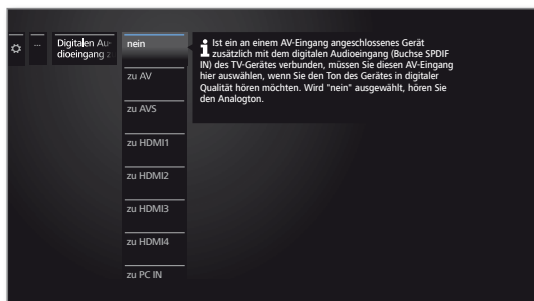 ...
Digitalen Au-
dioeingang z
nein
zu AV
zu AVS
zu HDMI1
zu HDMI2
zu HDMI3
zu HDMI4
zu PC IN
Ist ein an einem AV-Eingang angeschlossenes Gerät
zusätzlich mit dem digitalen Audioeingang (Buchse SPDIF
IN) des TV-Gerätes verbunden, müssen Sie diesen AV-Eingang
hier auswählen, wenn Sie den Ton des Gerätes in digitaler
Qualität hören möchten. Wird "nein" ausgewählt, hören Sie
den Analogton.